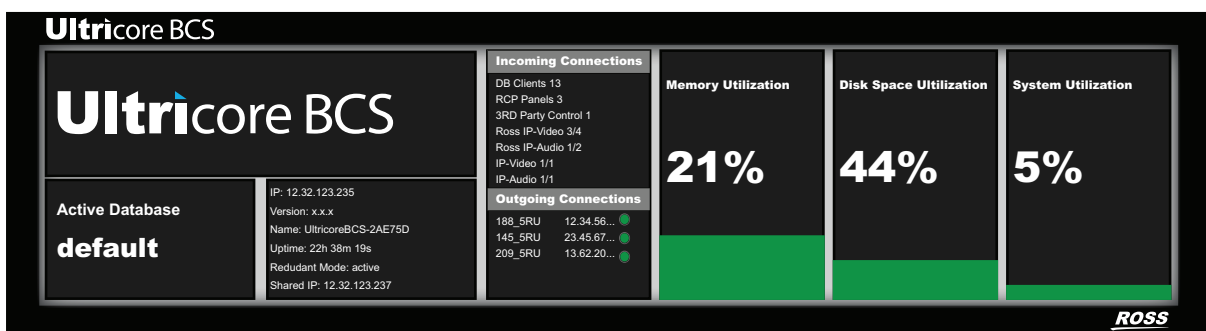 Ultricore BCS
Ultricore BCS
Active Database
default
IP: 12.32.123.235
Version: x.x.x
Name: UltricoreBCS-2AE75D
Uptime: 22h 38m 19s
Redudant Mode: active
Shared IP: 12.32.123.237
Incoming Connections
DB Clients 13
RCP Panels 3
3RD Party Control 1
Ross IP-Video 3/4
Ross IP-Audio 1/2
IP-Video 1/1
IP-Audio 1/1
Outgoing Connections
188_5RU 12.34.56...
145_5RU 23.45.67...
209_5RU 13.62.20...
Memory Utilization
21%
Disk Space Ultilization
44%
System Utilization
5%
ROSS